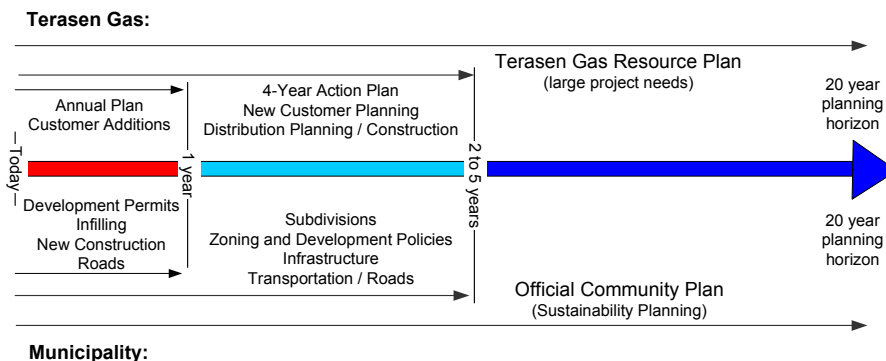 Terasen Gas:
Terasen Gas Resource Plan
(large project needs)
4-Year Action Plan
New Customer Planning
Distribution Planning / Construction
Annual Plan
Customer Additions
20 year
planning
horizon
Today
1 year
2 to 5 years
Development Permits
Infilling
New Construction
Roads
Subdivisions
Zoning and Development Policies
Infrastructure
Transportation / Roads
20 year
planning
horizon
Official Community Plan
(Sustainability Planning)
Municipality: